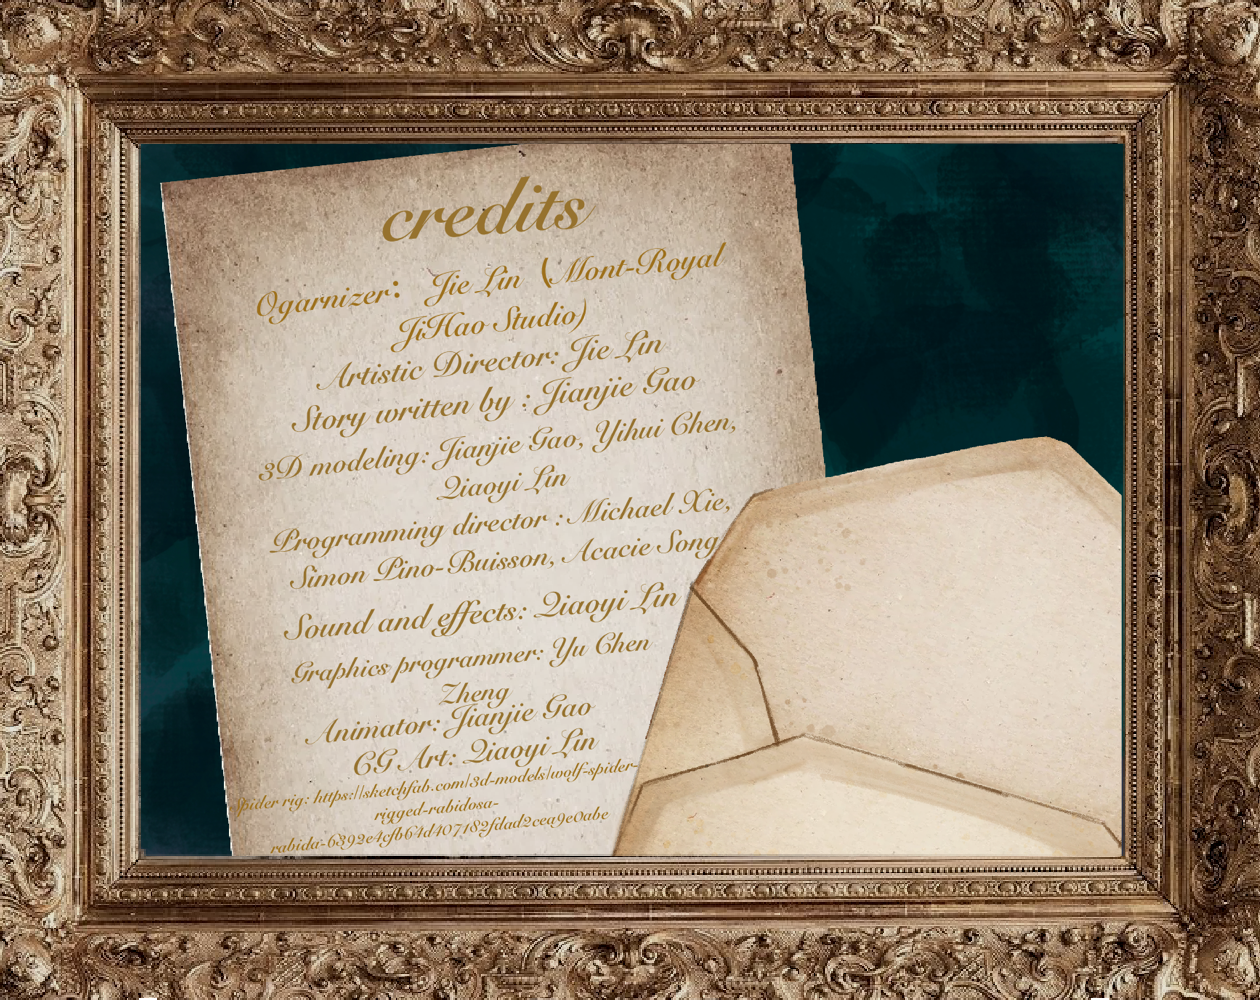 credits
Ogarnizer: Jie Lin (Mont-Royal
JiHao Studio)
Artistic Director: Jie Lin
Story written by : Jianjie Gao
3D modeling: Jianjie Gao, Yihui Chen,
Qiaoyi Lin
Programming director : Michael Xie,
Simon Pino-Buisson, Acacie Song
Sound and effects: Qiaoyi Lin
Graphics programmer: Yu Chen
Zheng
Animator: Jianjie Gao
CG Art: Qiaoyi Lin
Spider rig: https://sketchfab.com/3d-models/wolf-spider-
rigged-rabidosa-
rabida-6392e4cfb64d407182fdad2cea9e0abe